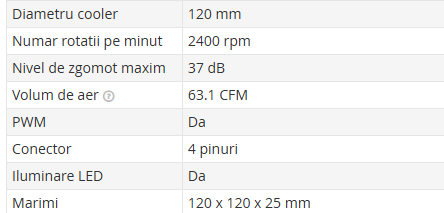 Diametru cooler 120 mm
Numar rotatii pe minut 2400 rpm
Nivel de zgomot maxim 37 dB
Volum de aer ? 63.1 CFM
PWM Da
Conector 4 pinuri
Iluminare LED Da
Marimi 120 x 120 x 25 mm